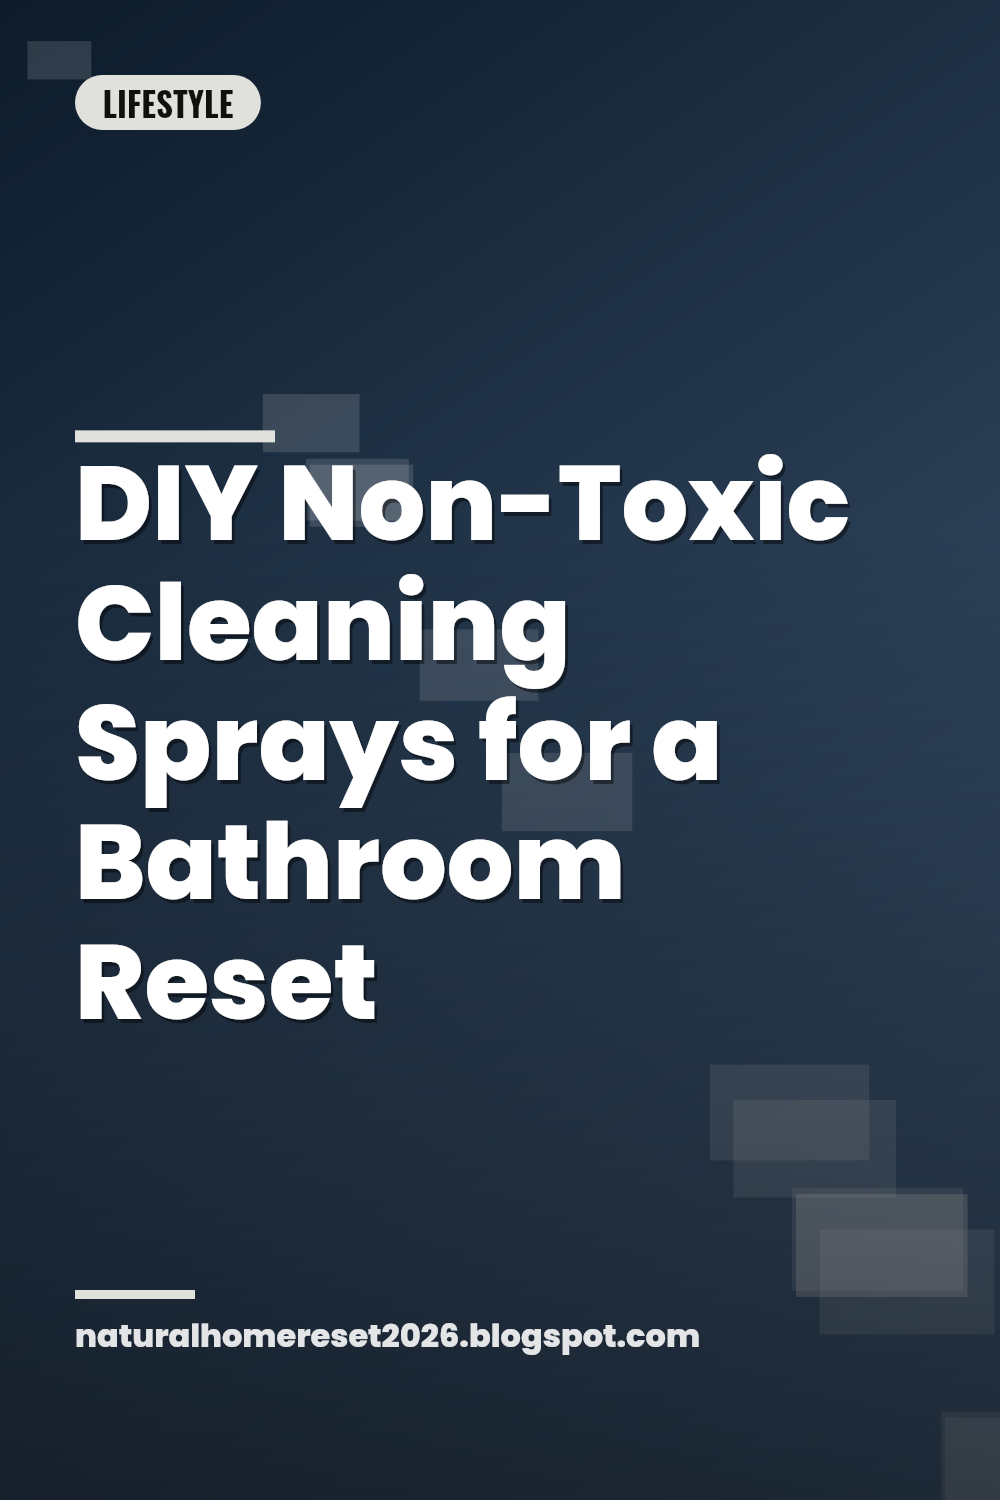 LIFESTYLE
DIY Non-Toxic
Cleaning
Sprays for a
Bathroom
Reset
naturalhomereset2026.blogspot.com